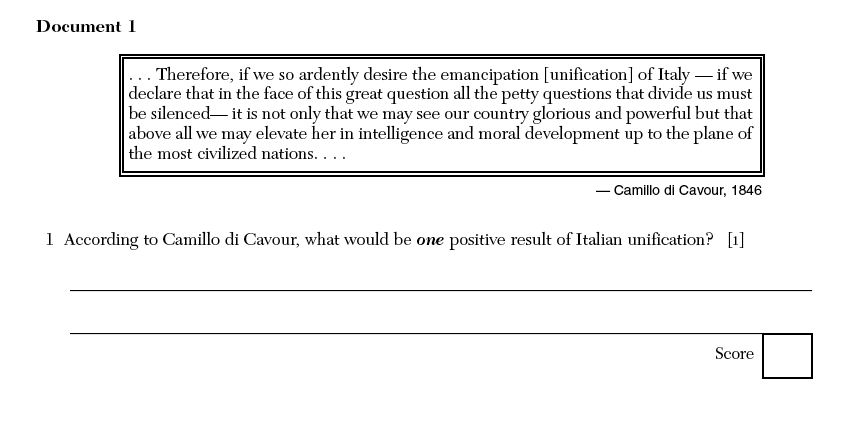 Document 1
. . . Therefore, if we so ardently desire the emancipation [unification] of Italy — if we
declare that in the face of this great question all the petty questions that divide us must
be silenced— it is not only that we may see our country glorious and powerful but that
above all we may elevate her in intelligence and moral development up to the plane of
the most civilized nations. . . .
— Camillo di Cavour, 1846
1 According to Camillo di Cavour, what would be one positive result of Italian unification? [1]
Score